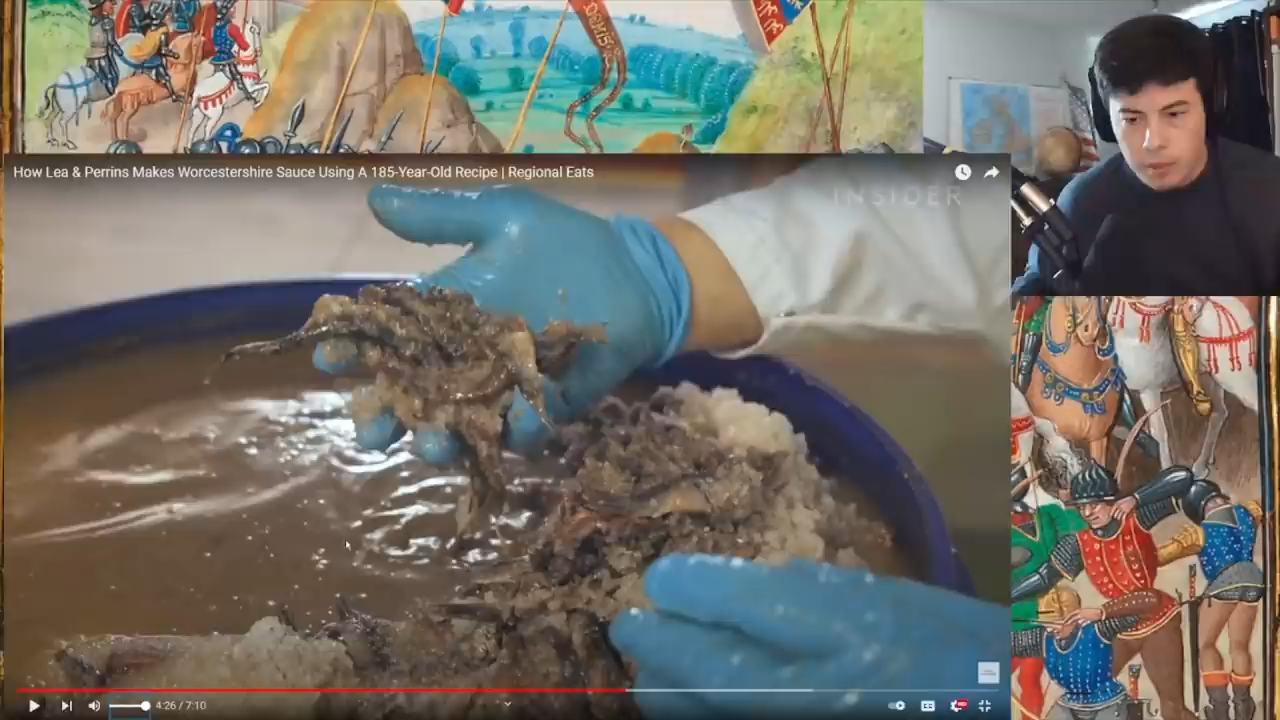 How Lea & Perrins Makes Worcestershire Sauce Using A 185-Year-Old Recipe | Regional Eats
INSIDER
4:26 / 7:10